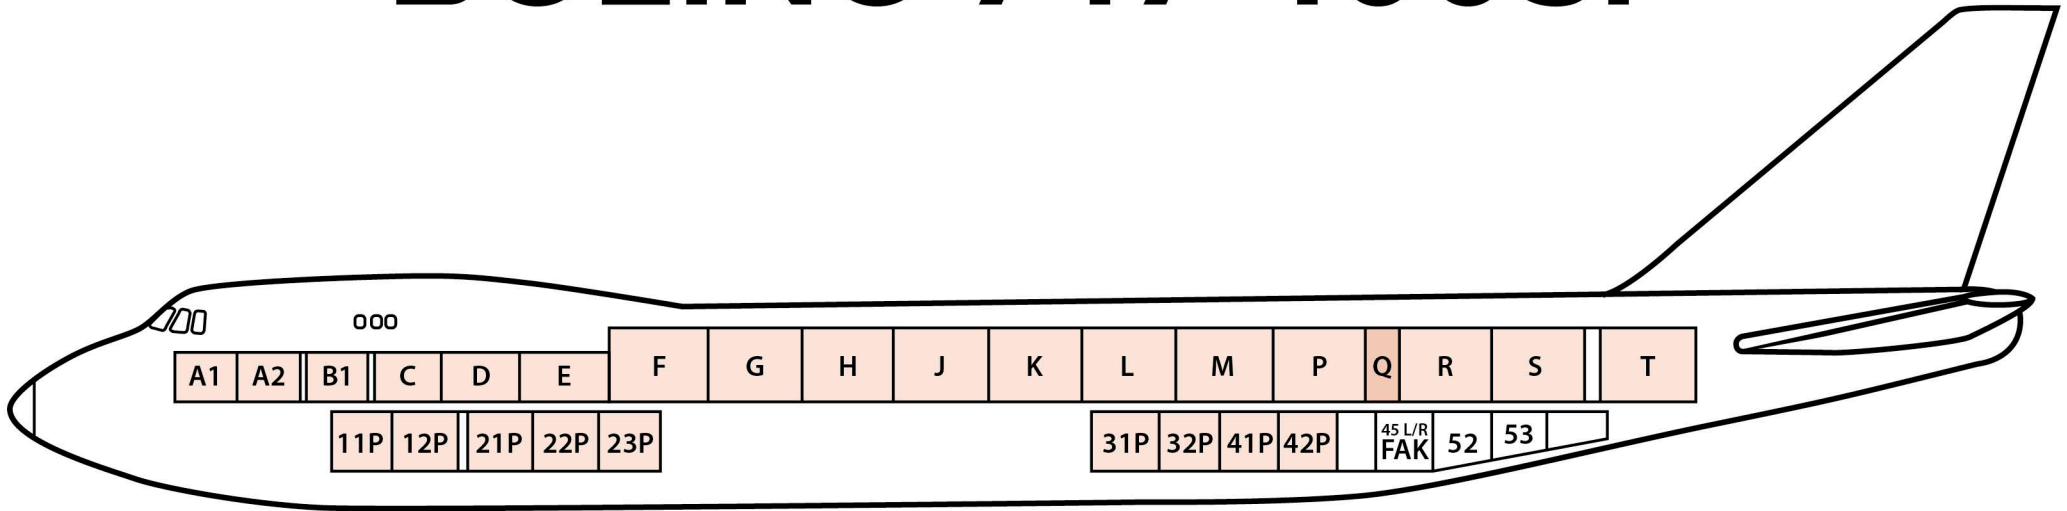 A1 A2 B1 C D E F G H J K L M P Q R S T
11P 12P 21P 22P 23P 31P 32P 41P 42P 45 L/R FAK 52 53